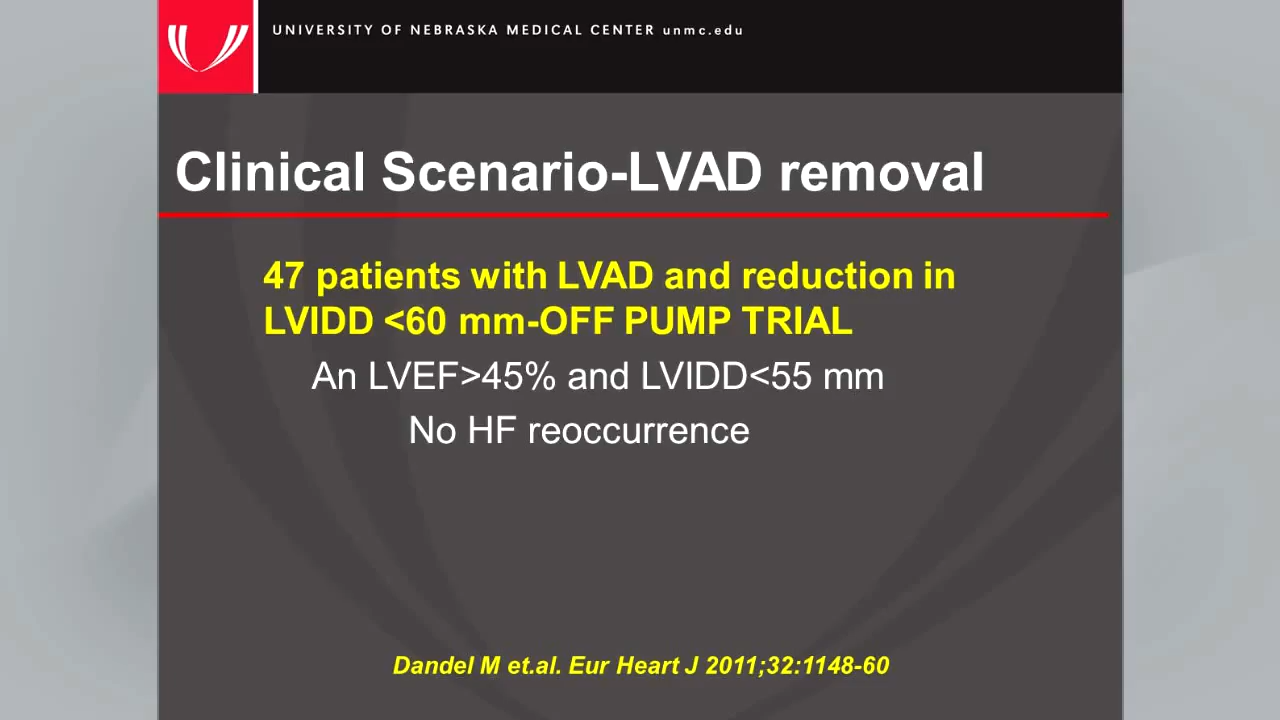 UNIVERSITY OF NEBRASKA MEDICAL CENTER unmc.edu
Clinical Scenario-LVAD removal
47 patients with LVAD and reduction in
LVIDD <60 mm-OFF PUMP TRIAL
An LVEF>45% and LVIDD<55 mm
No HF reoccurrence
Dandel M et.al. Eur Heart J 2011;32:1148-60